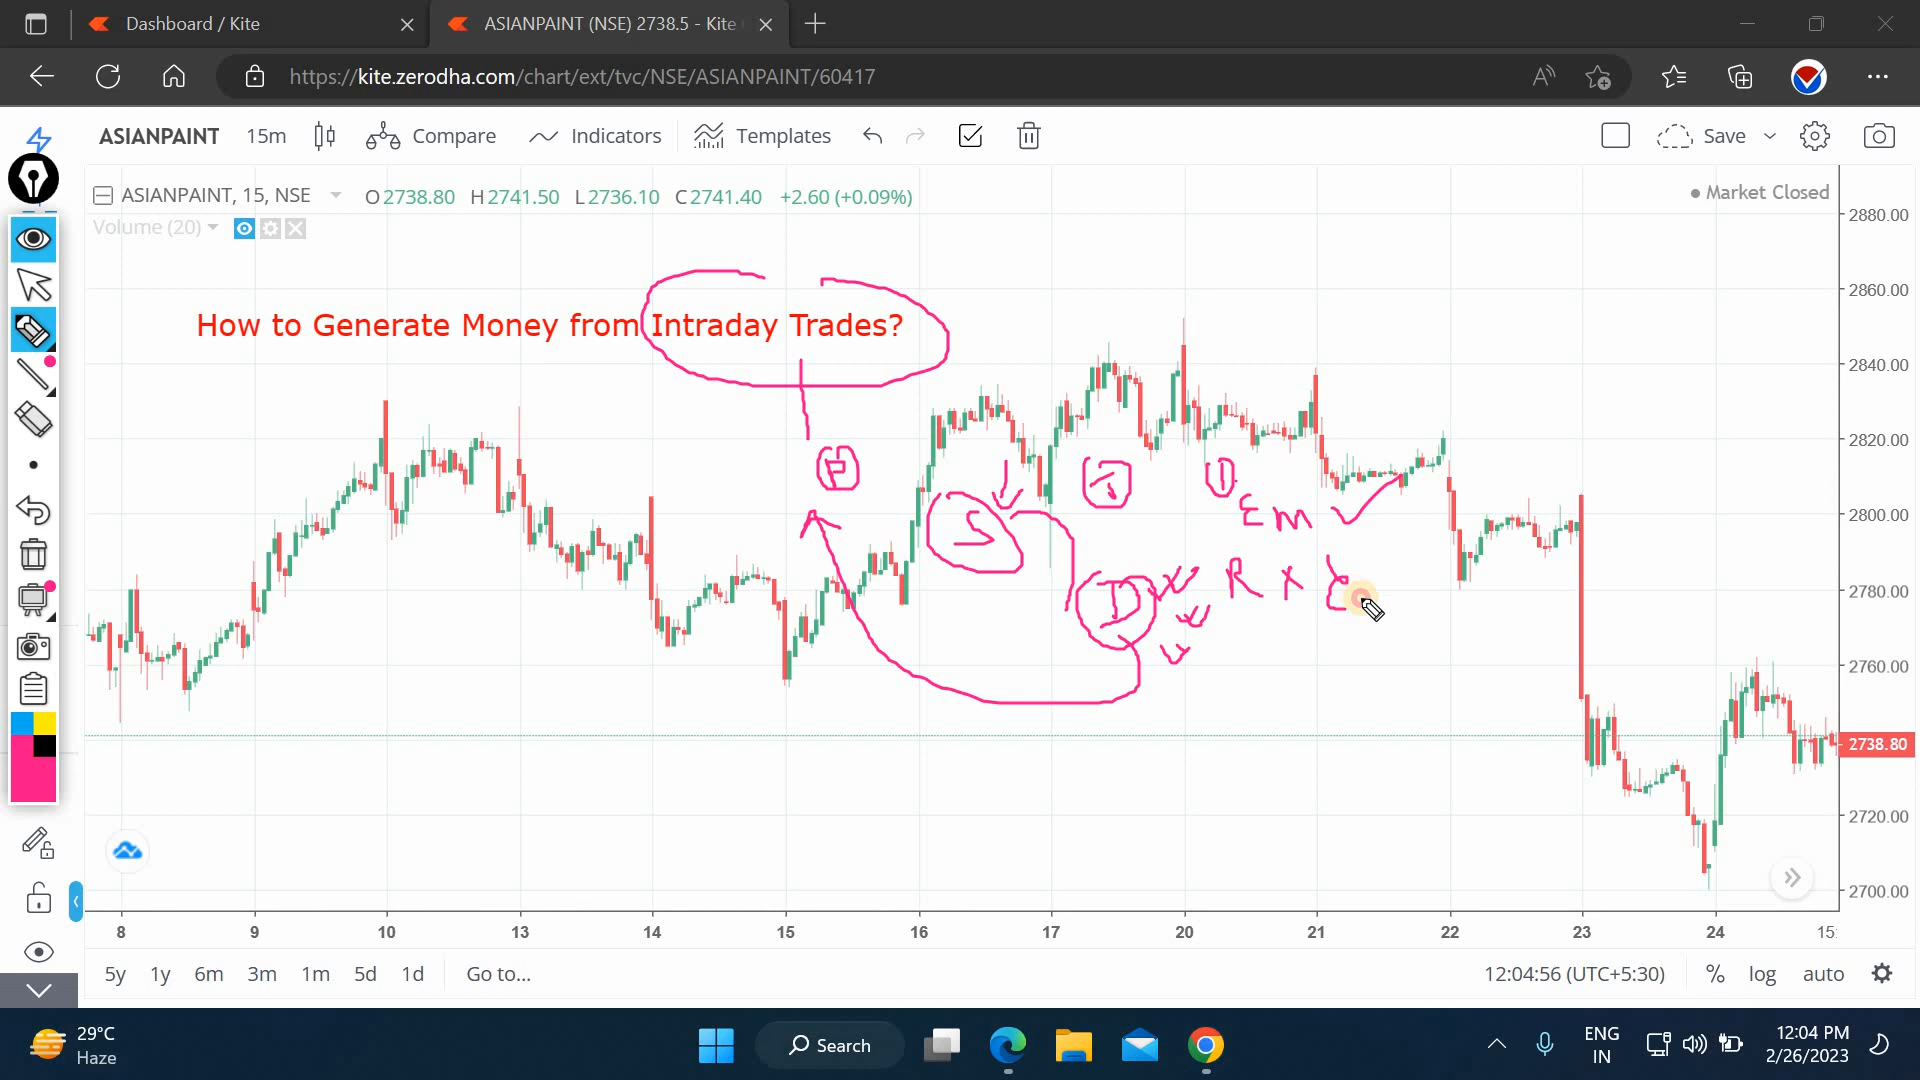 Dashboard / Kite
ASIANPAINT (NSE) 2738.5 - Kite
https://kite.zerodha.com/chart/ext/tvc/NSE/ASIANPAINT/60417
ASIANPAINT 15m Compare Indicators Templates Save
ASIANPAINT, 15, NSE O2738.80 H2741.50 L2736.10 C2741.40 +2.60 (+0.09%)
● Market Closed
Volume (20)
How to Generate Money from Intraday Trades?
P
S
1
EM
D
R
2880.00
2860.00
2840.00
2820.00
2800.00
2780.00
2760.00
2738.80
2720.00
2700.00
8 9 10 13 14 15 16 17 20 21 22 23 24 15:
5y 1y 6m 3m 1m 5d 1d Go to...
12:04:56 (UTC+5:30) % log auto
29°C
Haze
Search
ENG
IN
12:04 PM
2/26/2023